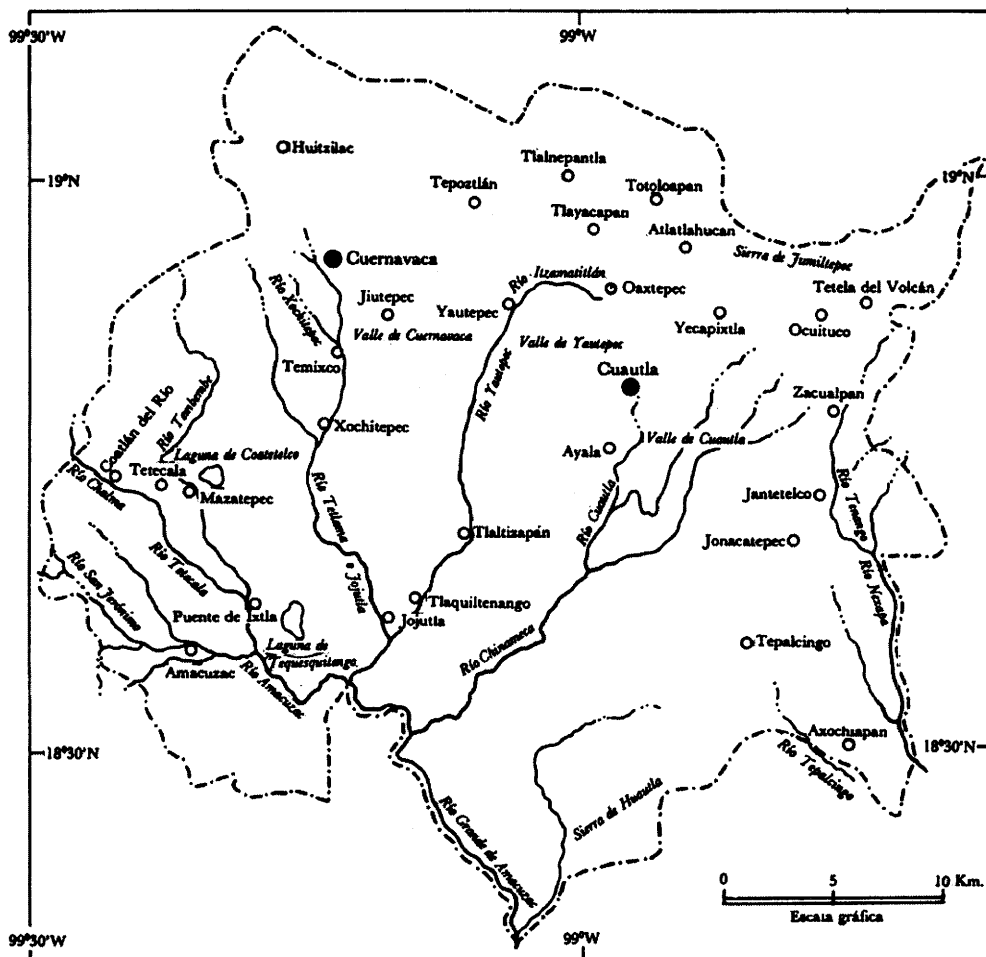 99°30'W
99°W
Huitzilac
Tlalnepantla
19°N
19°N
Tepoztlán
Totoloapan
Tlayacapan
Atlatlahucan
Sierra de Jumiltepec
Cuernavaca
Río Itzamatitlán
Oaxtepec
Tetela del Volcán
Río Xochitepec
Jiutepec
Yautepec
Yecapixtla
Ocuituco
Valle de Cuernavaca
Valle de Yautepec
Temixco
Cuautla
Río Yautepec
Río Tembembe
Zacualpan
Coatlán del Río
Xochitepec
Valle de Cuautla
Ayala
Laguna de Coatetelco
Tetecala
Río Chalma
Mazatepec
Río Tetlama
o Jojutla
Río Cuautla
Jantetelco
Río Tenango
Tlaltizapán
Jonacatepec
Río San Jerónimo
Río Tetecala
Río Nexapa
Puente de Ixtla
Tlaquiltenango
Jojutla
Laguna de
Tequesquitengo
Río Chinameca
Tepalcingo
Amacuzac
Río Amacuzac
18°30'N
Axochiapan
18°30'N
Río Tepalcingo
Río Grande de Amacuzac
Sierra de Huautla
0 5 10 Km.
Escala gráfica
99°30'W
99°W